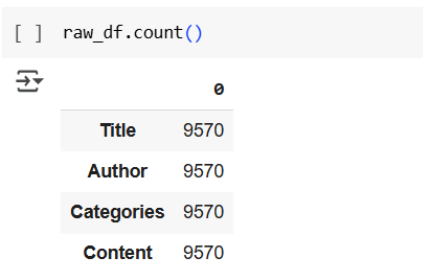 [ ] raw_df.count()
0
Title 9570
Author 9570
Categories 9570
Content 9570